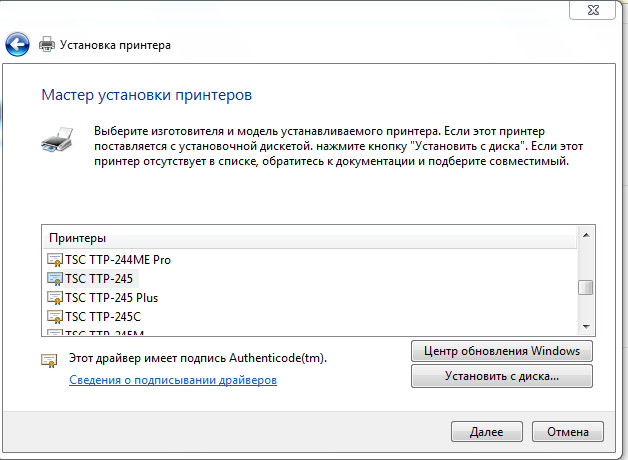 Установка принтера
Мастер установки принтеров
Выберите изготовителя и модель устанавливаемого принтера. Если этот принтер
поставляется с установочной дискетой. нажмите кнопку "Установить с диска". Если этот
принтер отсутствует в списке, обратитесь к документации и подберите совместимый.
Принтеры
TSC TTP-244ME Pro
TSC TTP-245
TSC TTP-245 Plus
TSC TTP-245C
TSC TTP-245M
Этот драйвер имеет подпись Authenticode(tm).
Сведения о подписывании драйверов
Центр обновления Windows
Установить с диска...
Далее
Отмена